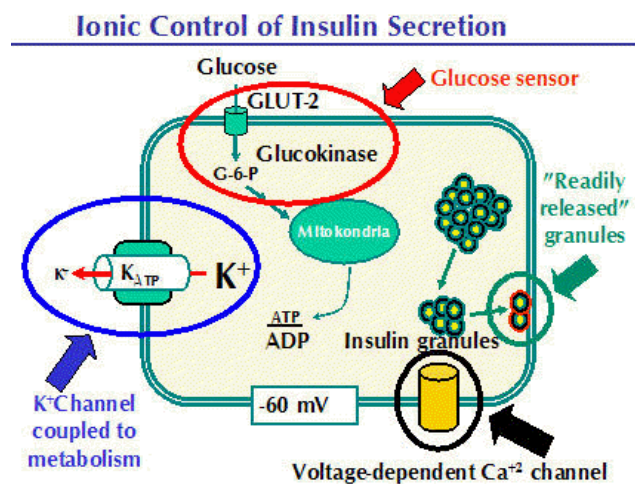 Ionic Control of Insulin Secretion
Glucose
Glucose sensor
GLUT-2
Glucokinase
G-6-P
"Readily
released"
granules
Mitokondria
K⁺
K_ATP
K⁺
ATP
ADP
Insulin granules
K⁺Channel
coupled to
metabolism
-60 mV
Voltage-dependent Ca⁺² channel